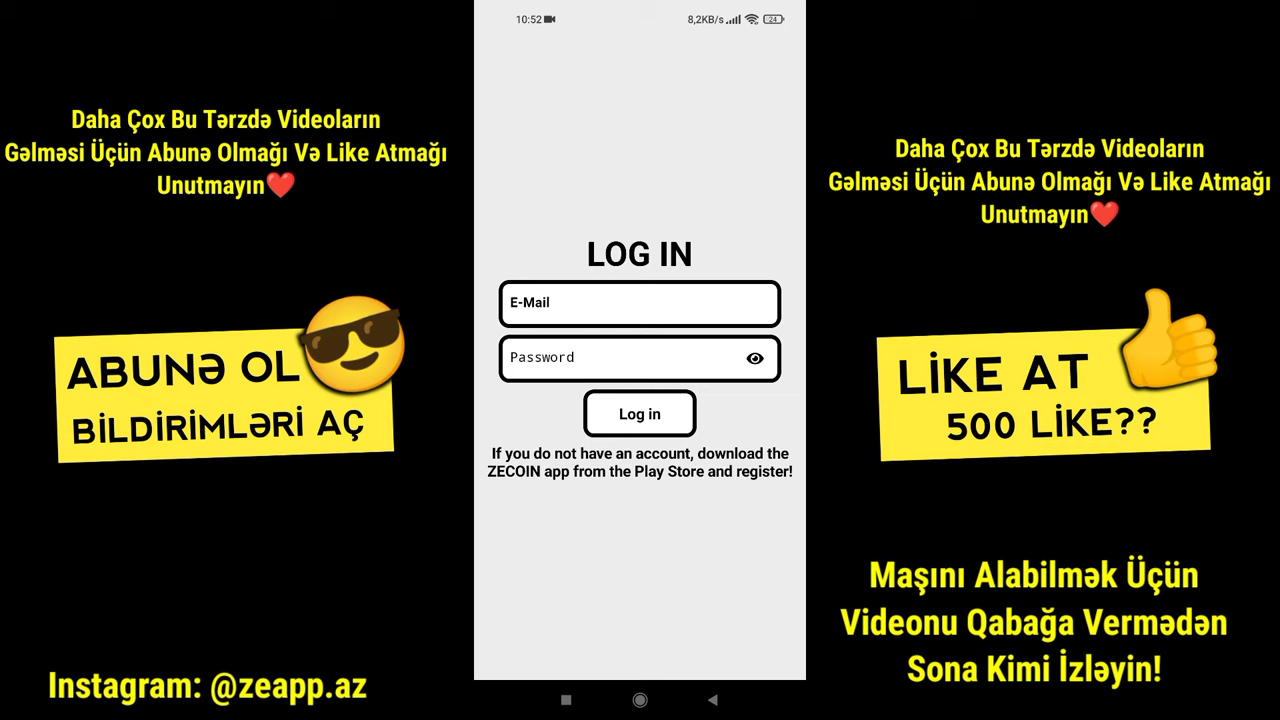 Daha Çox Bu Tərzdə Videoların
Gəlməsi Üçün Abunə Olmağı Və Like Atmağı
Unutmayın❤️
ABUNƏ OL
BİLDİRİMLƏRİ AÇ
Instagram: @zeapp.az
10:52
8,2KB/s
24
LOG IN
E-Mail
Password
Log in
If you do not have an account, download the
ZECOIN app from the Play Store and register!
Daha Çox Bu Tərzdə Videoların
Gəlməsi Üçün Abunə Olmağı Və Like Atmağı
Unutmayın❤️
LİKE AT
500 LİKE??
Maşını Alabilmək Üçün
Videonu Qabağa Vermədən
Sona Kimi İzləyin!